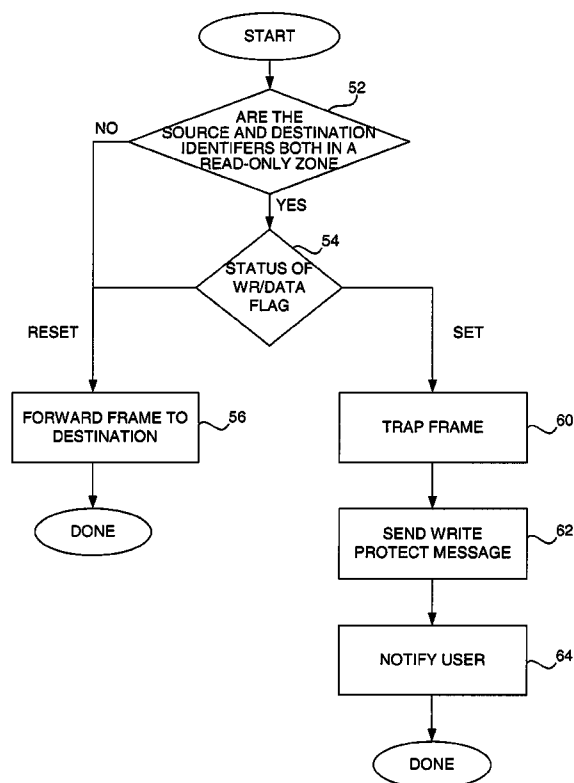 START
52
ARE THE
SOURCE AND DESTINATION
IDENTIFERS BOTH IN A
READ-ONLY ZONE
NO
YES
54
STATUS OF
WR/DATA
FLAG
RESET
SET
FORWARD FRAME TO
DESTINATION
56
TRAP FRAME
60
DONE
SEND WRITE
PROTECT MESSAGE
62
NOTIFY USER
64
DONE